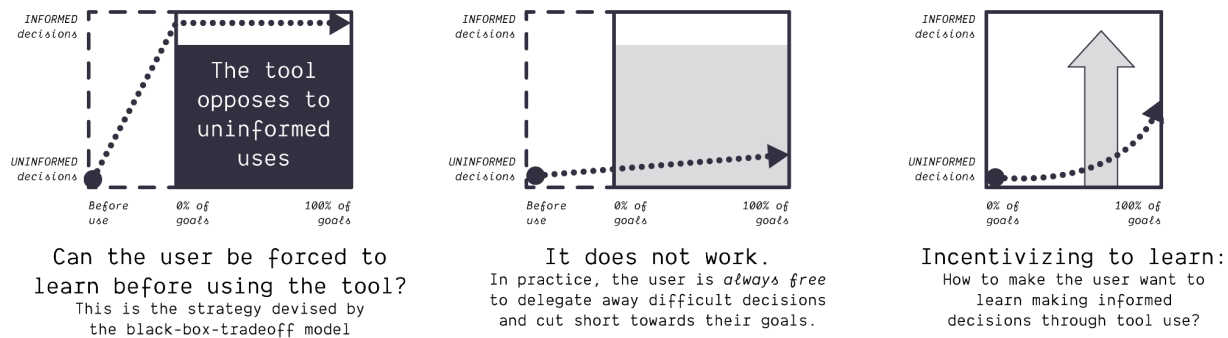 INFORMED
decisions
The tool
opposes to
uninformed
uses
UNINFORMED
decisions
Before
use
0% of
goals
100% of
goals
Can the user be forced to
learn before using the tool?
This is the strategy devised by
the black-box-tradeoff model
INFORMED
decisions
UNINFORMED
decisions
Before
use
0% of
goals
100% of
goals
It does not work.
In practice, the user is always free
to delegate away difficult decisions
and cut short towards their goals.
INFORMED
decisions
UNINFORMED
decisions
0% of
goals
100% of
goals
Incentivizing to learn:
How to make the user want to
learn making informed
decisions through tool use?